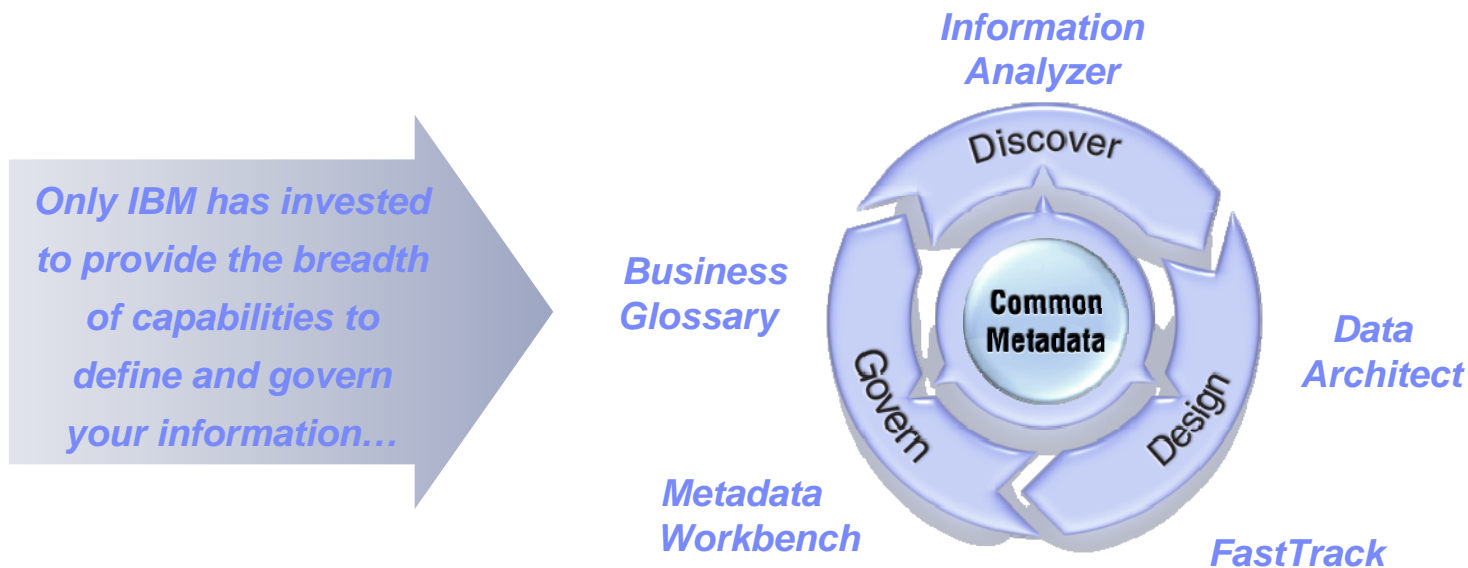 Only IBM has invested
to provide the breadth
of capabilities to
define and govern
your information…
Information
Analyzer
Discover
Business
Glossary
Common
Metadata
Data
Architect
Govern
Design
Metadata
Workbench
FastTrack